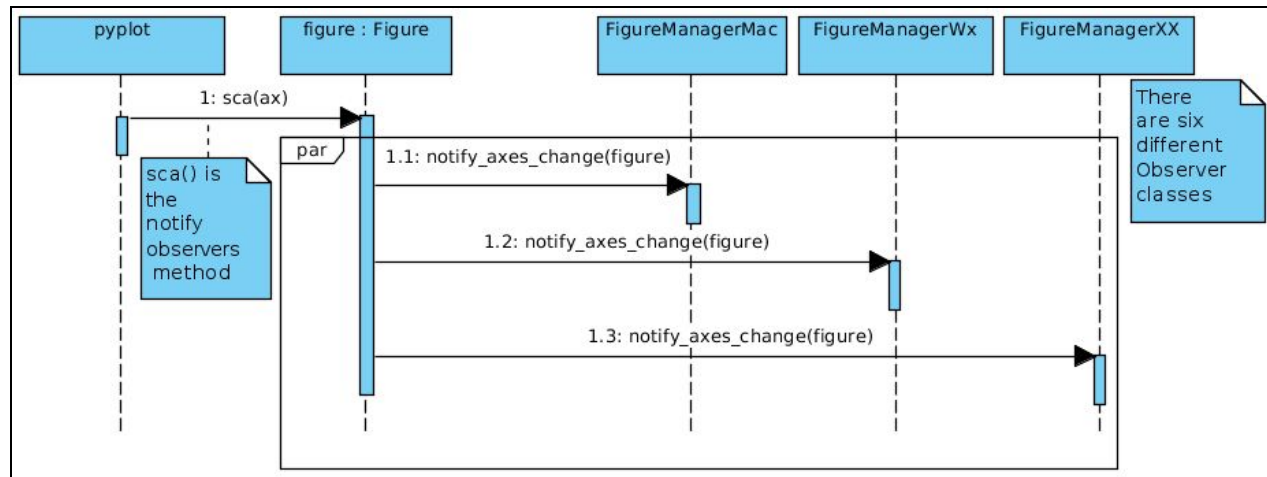 pyplot
figure : Figure
FigureManagerMac
FigureManagerWx
FigureManagerXX
1: sca(ax)
There
are six
different
Observer
classes
par
1.1: notify_axes_change(figure)
sca() is
the
notify
observers
method
1.2: notify_axes_change(figure)
1.3: notify_axes_change(figure)